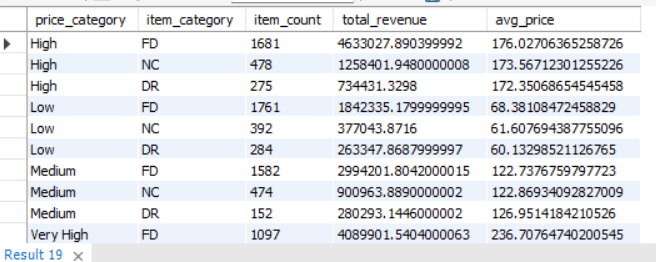 price_category item_category item_count total_revenue avg_price
High FD 1681 4633027.890399992 176.02706365258726
High NC 478 1258401.9480000008 173.56712301255226
High DR 275 734431.3298 172.35068654545458
Low FD 1761 1842335.1799999995 68.38108472458829
Low NC 392 377043.8716 61.607694387755096
Low DR 284 263347.8687999997 60.13298521126765
Medium FD 1582 2994201.8042000015 122.7376759797723
Medium NC 474 900963.8890000002 122.86934092827009
Medium DR 152 280293.1446000002 126.9514184210526
Very High FD 1097 4089901.5404000063 236.70764740200545
Result 19